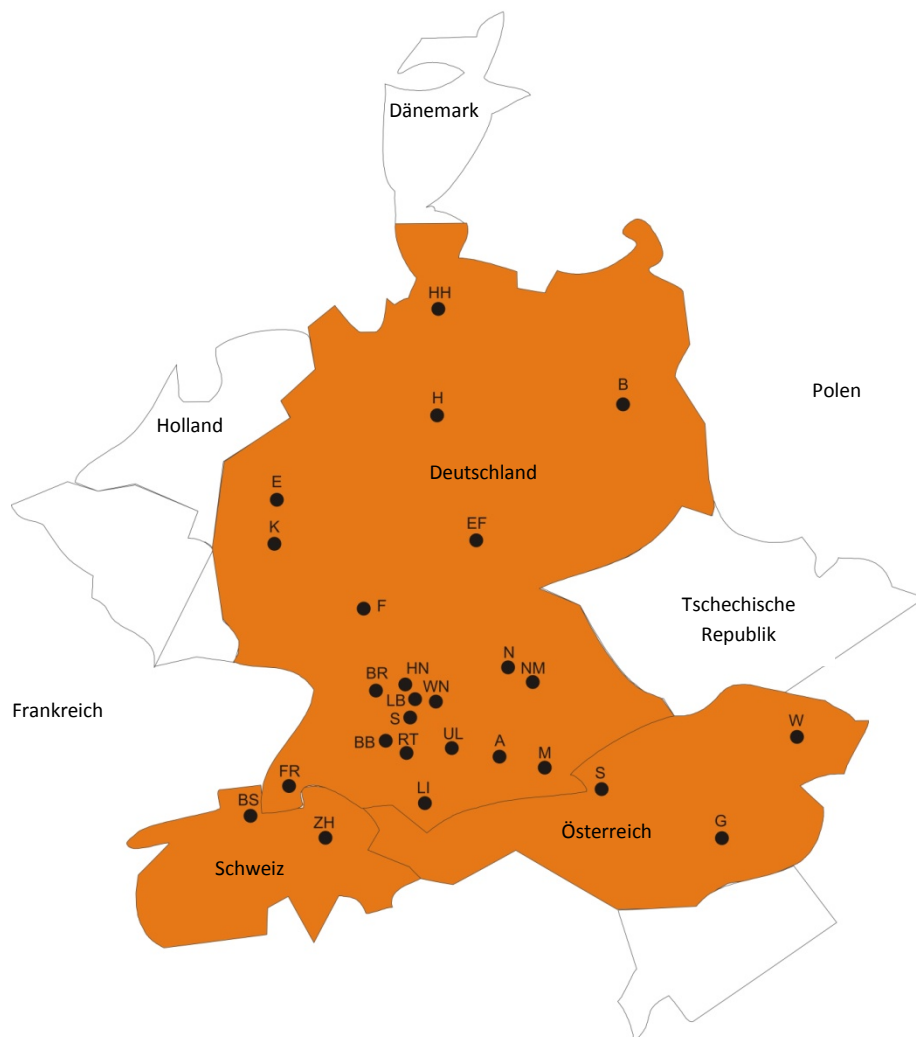 Dänemark
HH
B
H
Polen
Holland
Deutschland
E
EF
K
F
Tschechische
Republik
N
NM
HN
BR
WN
LB
S
Frankreich
W
UL
A
RT
BB
M
FR
S
LI
BS
G
ZH
Österreich
Schweiz